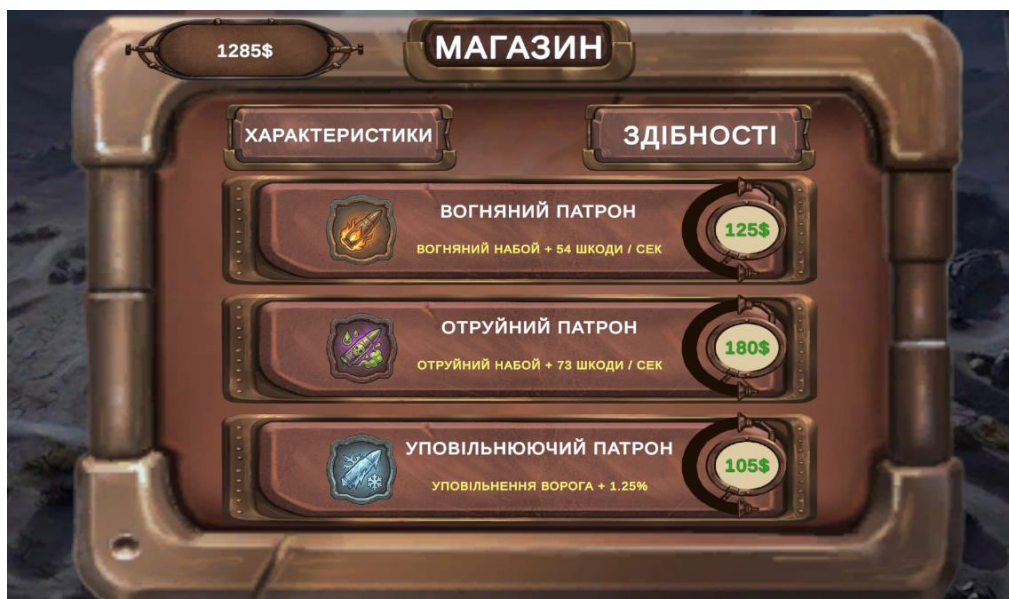 1285$
МАГАЗИН
ХАРАКТЕРИСТИКИ
ЗДІБНОСТІ
ВОГНЯНИЙ ПАТРОН
ВОГНЯНИЙ НАБОЙ + 54 ШКОДИ / СЕК
125$
ОТРУЙНИЙ ПАТРОН
ОТРУЙНИЙ НАБОЙ + 73 ШКОДИ / СЕК
180$
УПОВІЛЬНЮЮЧИЙ ПАТРОН
УПОВІЛЬНЕННЯ ВОРОГА + 1.25%
105$